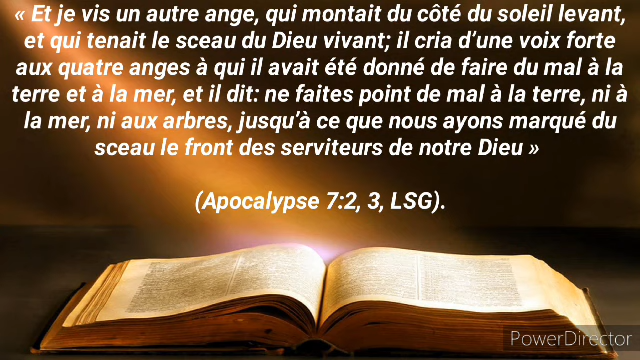 « Et je vis un autre ange, qui montait du côté du soleil levant,
et qui tenait le sceau du Dieu vivant; il cria d’une voix forte
aux quatre anges à qui il avait été donné de faire du mal à la
terre et à la mer, et il dit: ne faites point de mal à la terre, ni à
la mer, ni aux arbres, jusqu’à ce que nous ayons marqué du
sceau le front des serviteurs de notre Dieu »
(Apocalypse 7:2, 3, LSG).
PowerDirector